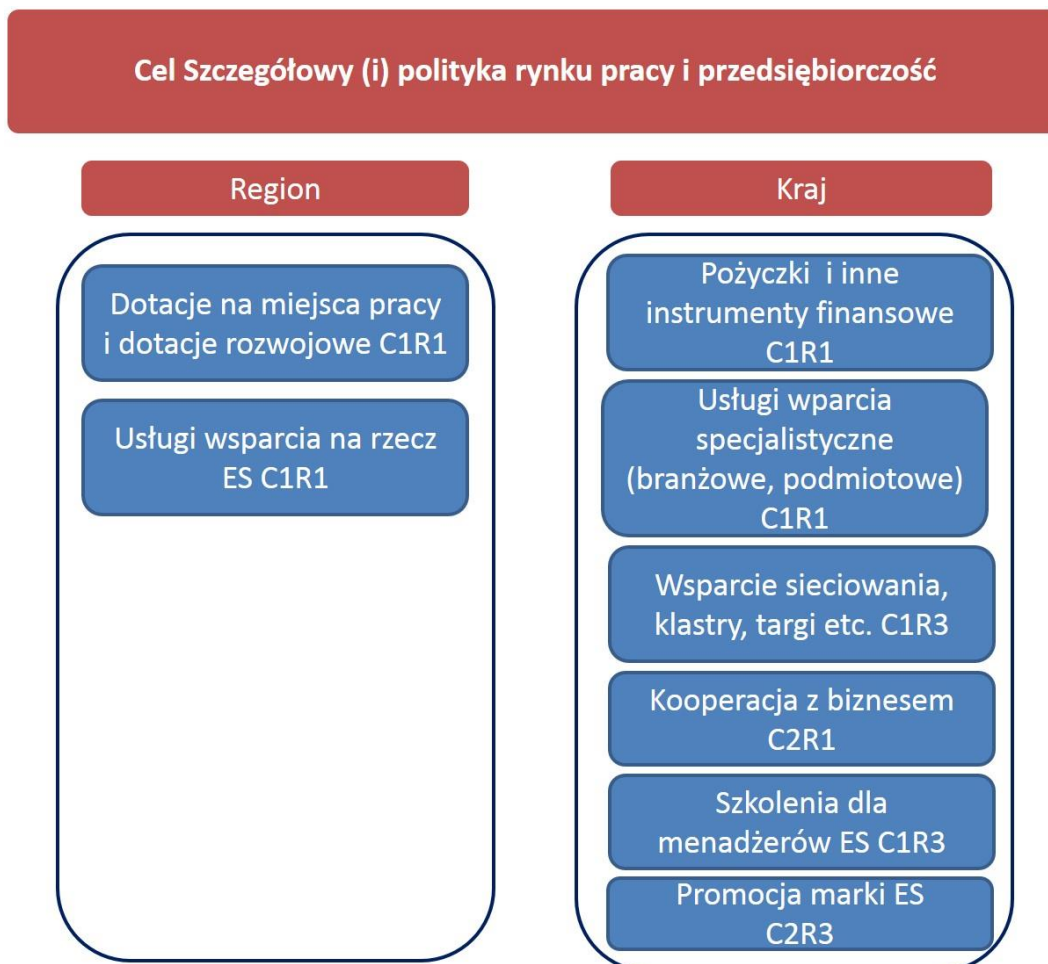 Cel Szczegółowy (i) polityka rynku pracy i przedsiębiorczość
Region
Dotacje na miejsca pracy
i dotacje rozwojowe C1R1
Usługi wsparcia na rzecz
ES C1R1
Kraj
Pożyczki i inne
instrumenty finansowe
C1R1
Usługi wparcia
specjalistyczne
(branżowe, podmiotowe)
C1R1
Wsparcie sieciowania,
klastry, targi etc. C1R3
Kooperacja z biznesem
C2R1
Szkolenia dla
menadżerów ES C1R3
Promocja marki ES
C2R3